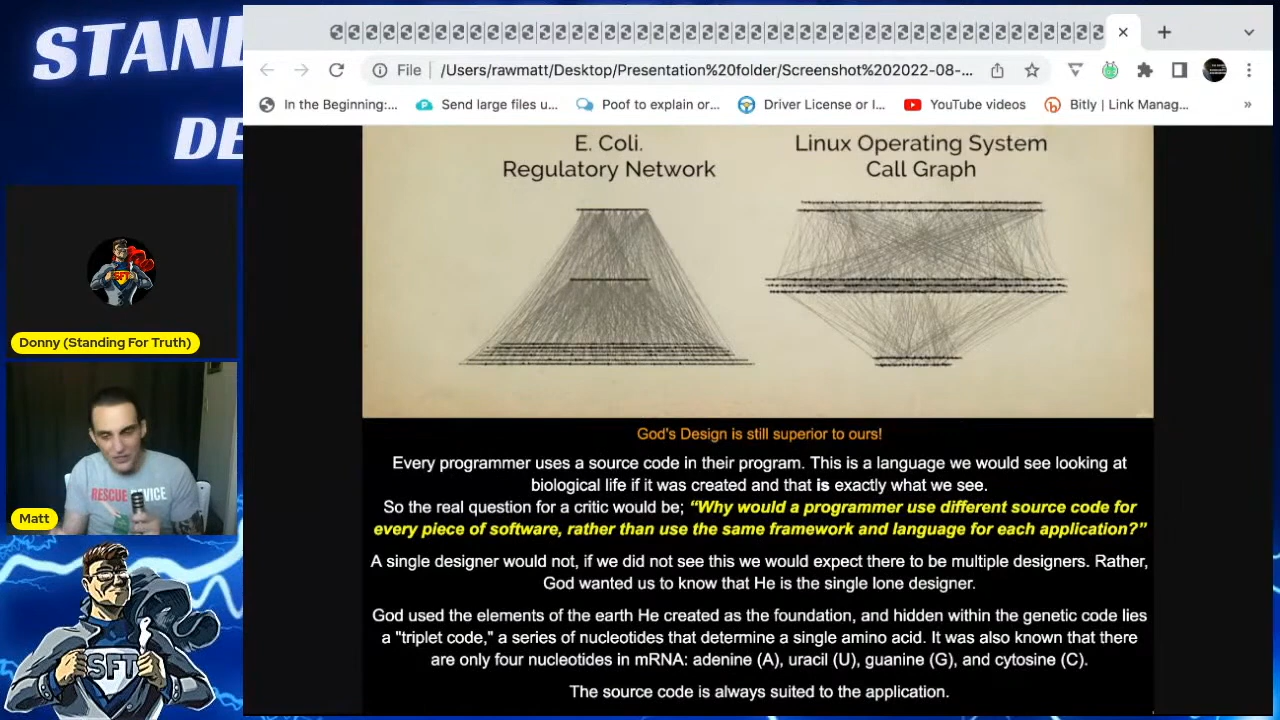 STAND
DE
File
/Users/rawmatt/Desktop/Presentation%20folder/Screenshot%202022-08-...
In the Beginning:...
Send large files u...
Poof to explain or...
Driver License or I...
YouTube videos
Bitly | Link Manag...
»
E. Coli.
Regulatory Network
Linux Operating System
Call Graph
SFT
Donny (Standing For Truth)
RESCUE DEVICE
Matt
SFT
God's Design is still superior to ours!
Every programmer uses a source code in their program. This is a language we would see looking at
biological life if it was created and that is exactly what we see.
So the real question for a critic would be; “Why would a programmer use different source code for
every piece of software, rather than use the same framework and language for each application?”
A single designer would not, if we did not see this we would expect there to be multiple designers. Rather,
God wanted us to know that He is the single lone designer.
God used the elements of the earth He created as the foundation, and hidden within the genetic code lies
a "triplet code," a series of nucleotides that determine a single amino acid. It was also known that there
are only four nucleotides in mRNA: adenine (A), uracil (U), guanine (G), and cytosine (C).
The source code is always suited to the application.